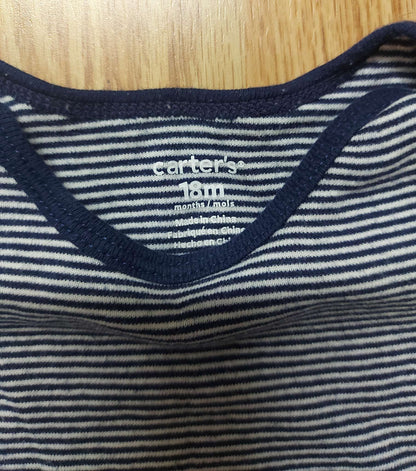 carter's®
18m
months / mois
Made in China
Fabriqué en Chine
Hecho en China